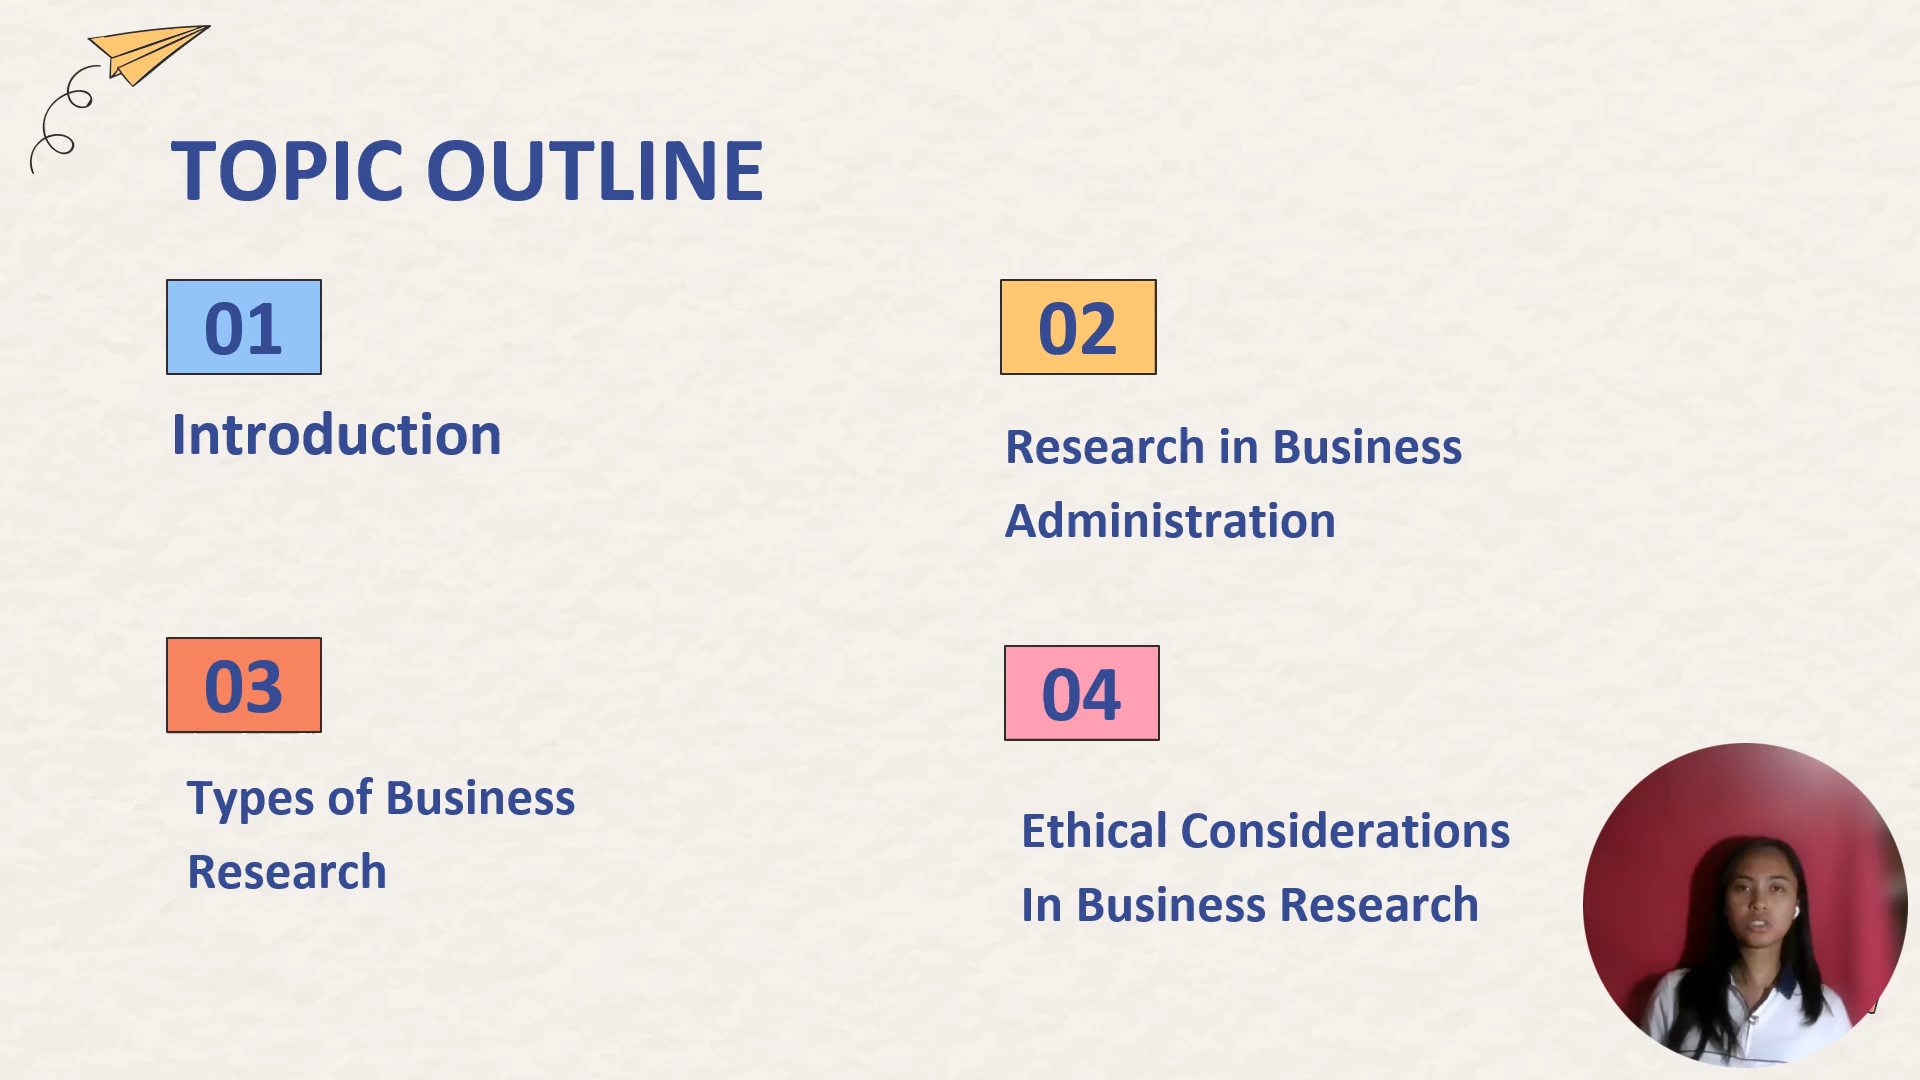 TOPIC OUTLINE
01
Introduction
02
Research in Business
Administration
03
Types of Business
Research
04
Ethical Considerations
In Business Research